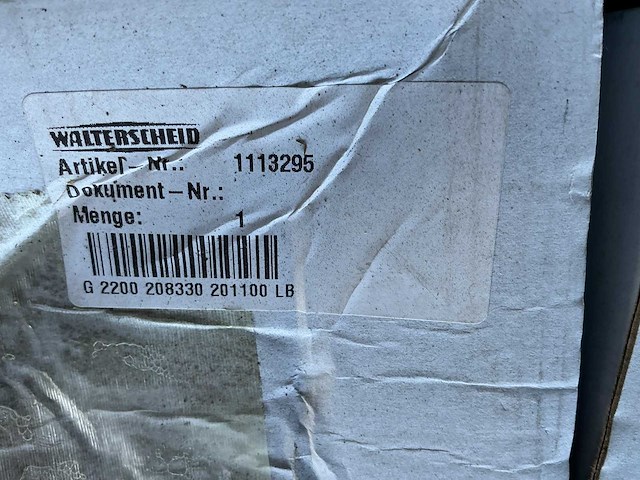 WALTERSCHEID
Artikel-Nr.: 1113295
Dokument-Nr.:
Menge: 1
G 2200 208330 201100 LB